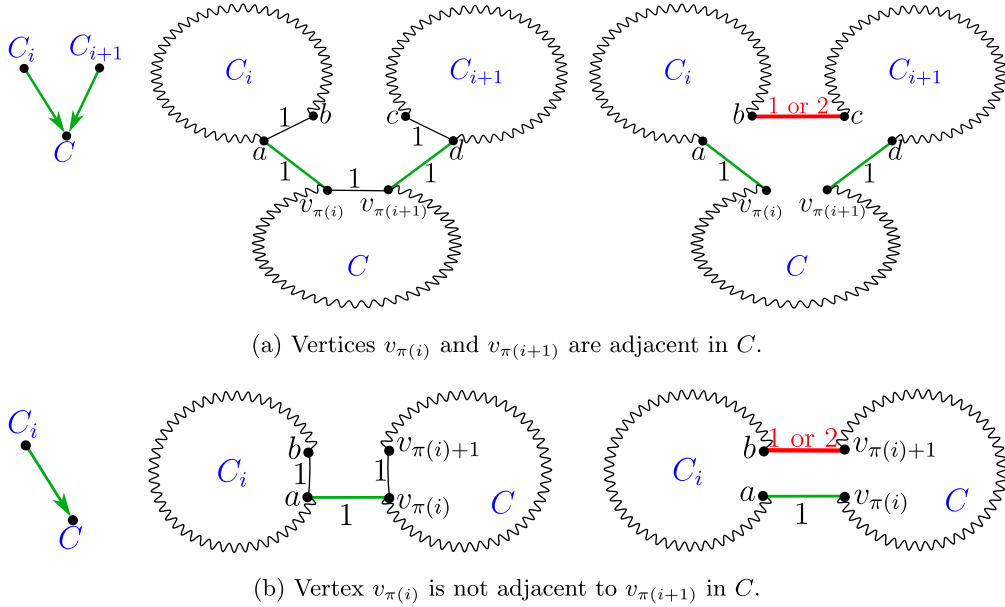 C_i C_{i+1}
C
C_i
C_{i+1}
1 b
c 1
a
d
1
1
1
v_{π(i)} v_{π(i+1)}
C
C_i
C_{i+1}
b 1 or 2 c
a
d
1
1
v_{π(i)} v_{π(i+1)}
C
(a) Vertices v_{π(i)} and v_{π(i+1)} are adjacent in C.
C_i
C
C_i
b
1
a
1
v_{π(i)+1}
1
v_{π(i)}
C
C_i
b 1 or 2 v_{π(i)+1}
a
1
v_{π(i)}
C
(b) Vertex v_{π(i)} is not adjacent to v_{π(i+1)} in C.